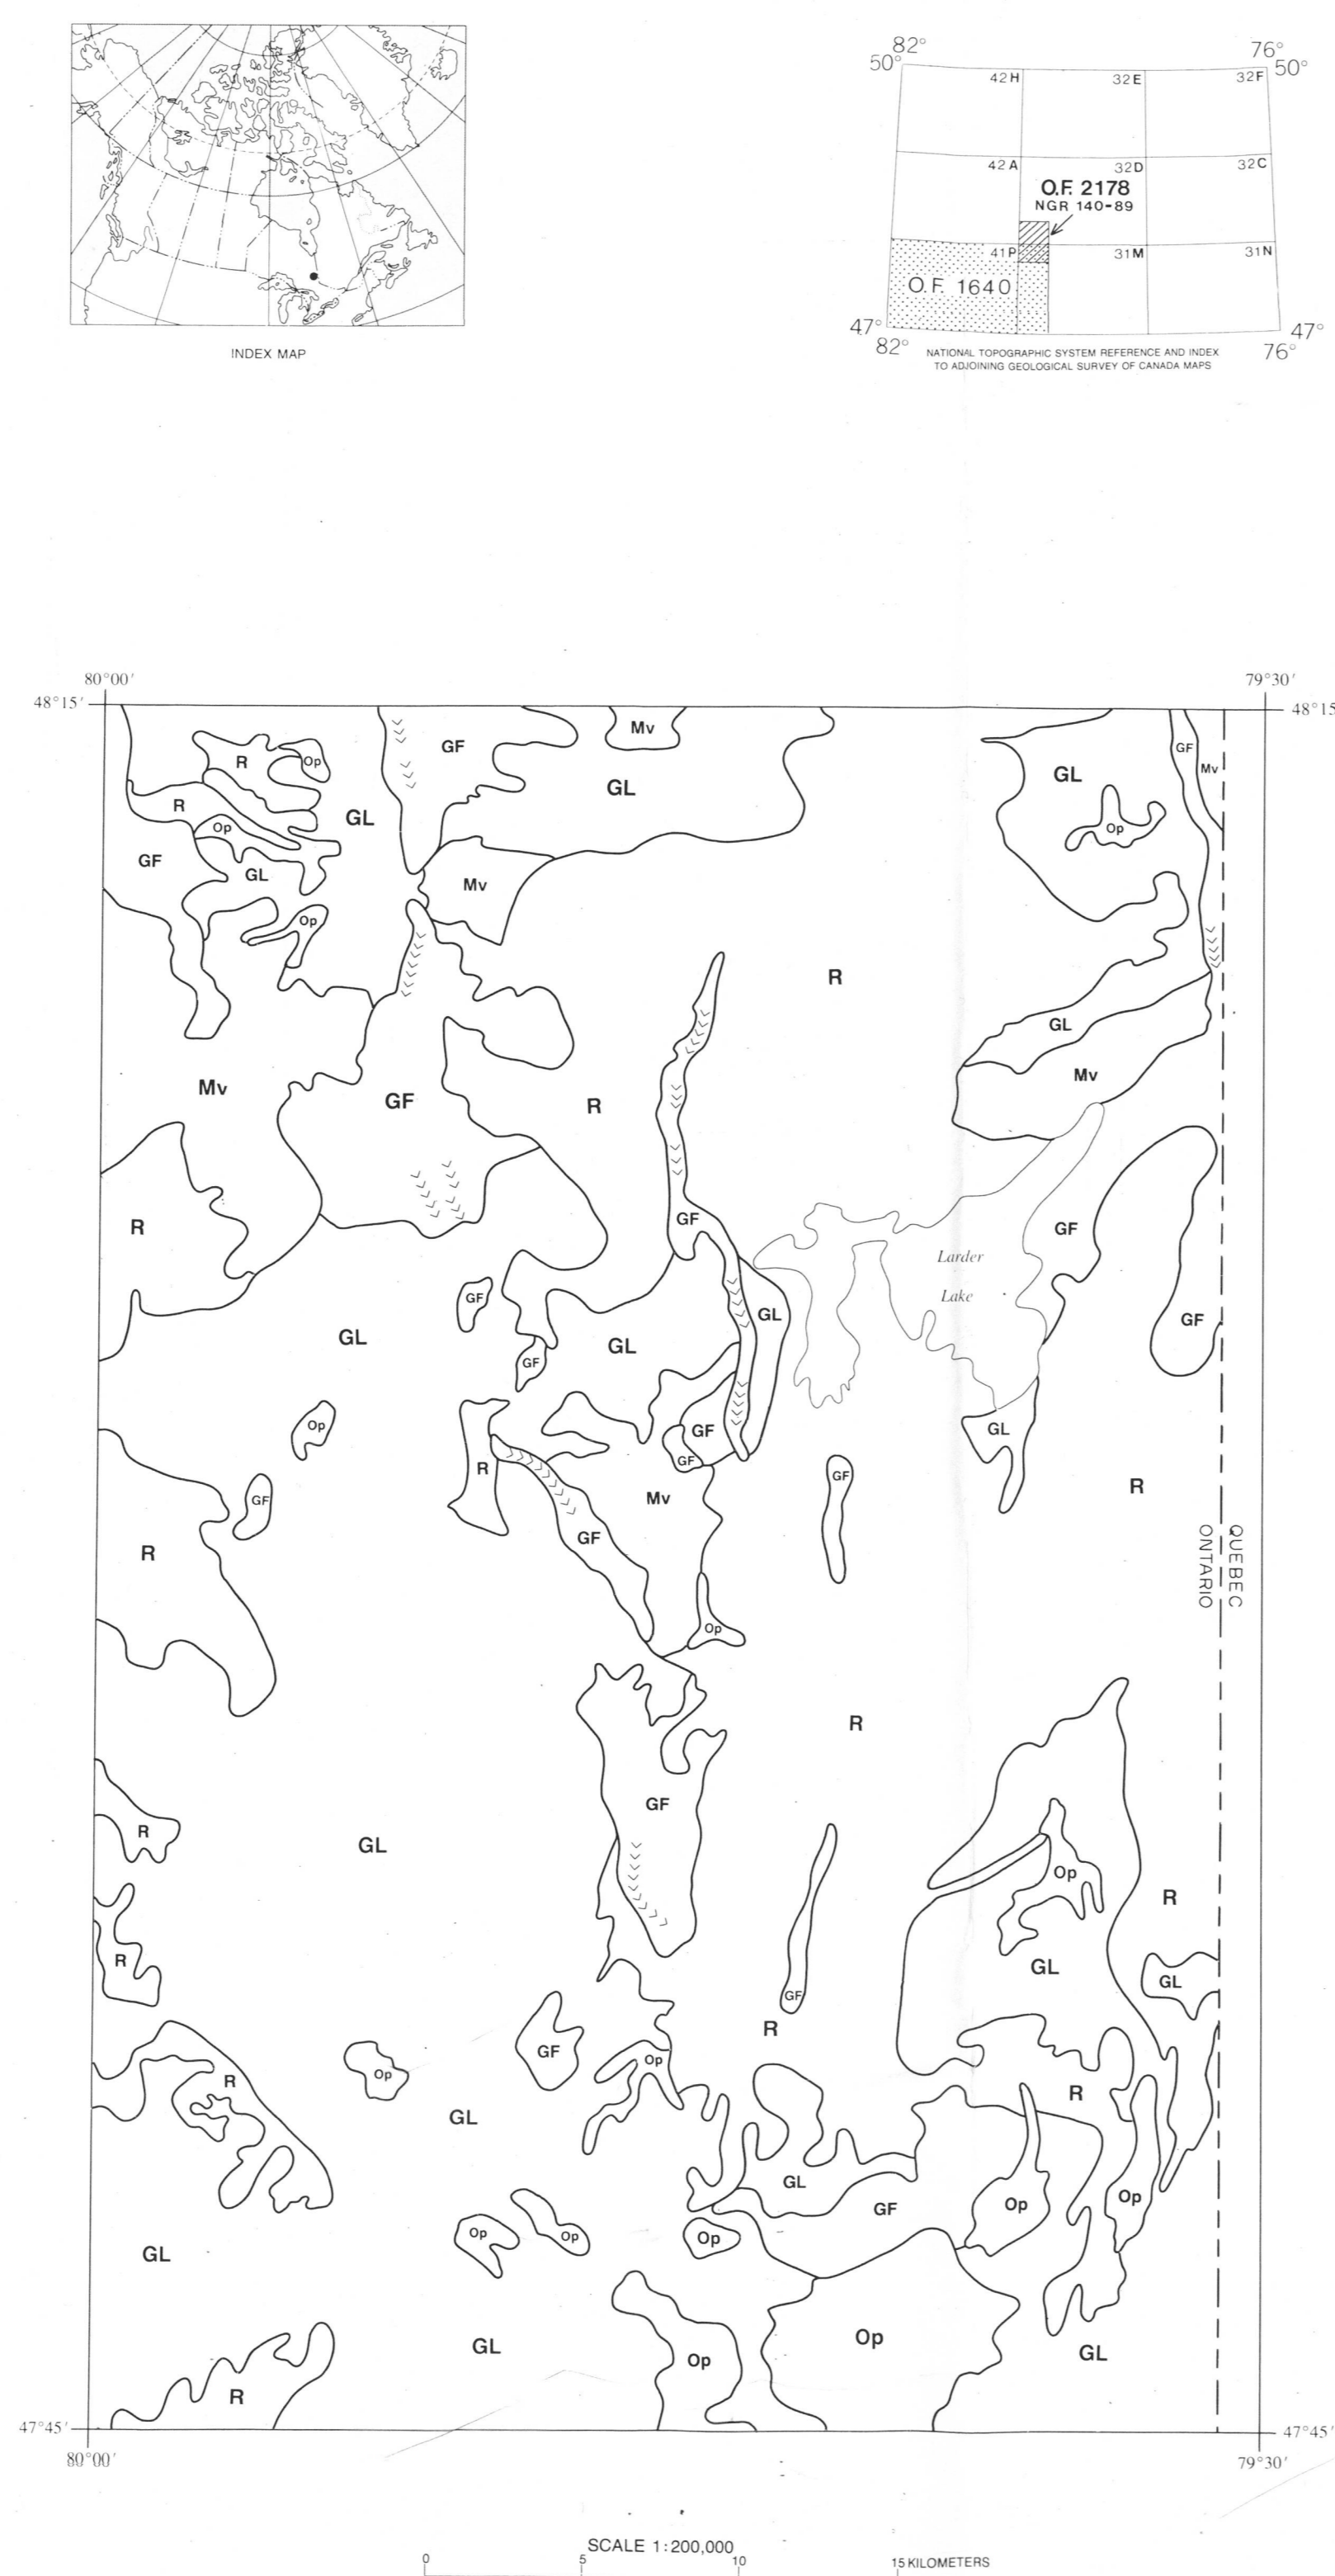 INDEX MAP
82°
76°
50°
50°
42H
32E
32F
42A
32D
32C
O.F. 2178
NGR 140-89
41P
31M
31N
O.F. 1640
47°
47°
82°
76°
NATIONAL TOPOGRAPHIC SYSTEM REFERENCE AND INDEX
TO ADJOINING GEOLOGICAL SURVEY OF CANADA MAPS
80°00'
79°30'
48°15'
48°15
Mv
GF
GF
R
Op
Mv
GL
GL
R
GL
Op
Op
GF
GL
Mv
Op
R
GL
Mv
Mv
GF
R
GF
R
GF
Larder
Lake
GF
GL
GF
GL
GL
GF
Op
GF
GL
GF
R
GF
R
GF
Mv
GF
R
GF
QUEBEC
ONTARIO
Op
R
GF
R
GL
Op
R
R
GL
GL
GF
R
GF
Op
Op
R
R
GL
GL
Op
GF
Op
Op
Op
Op
GL
Op
GL
Op
GL
Op
R
47°45'
47°45'
80°00'
79°30'
SCALE 1:200,000
0
5
10
15 KILOMETERS